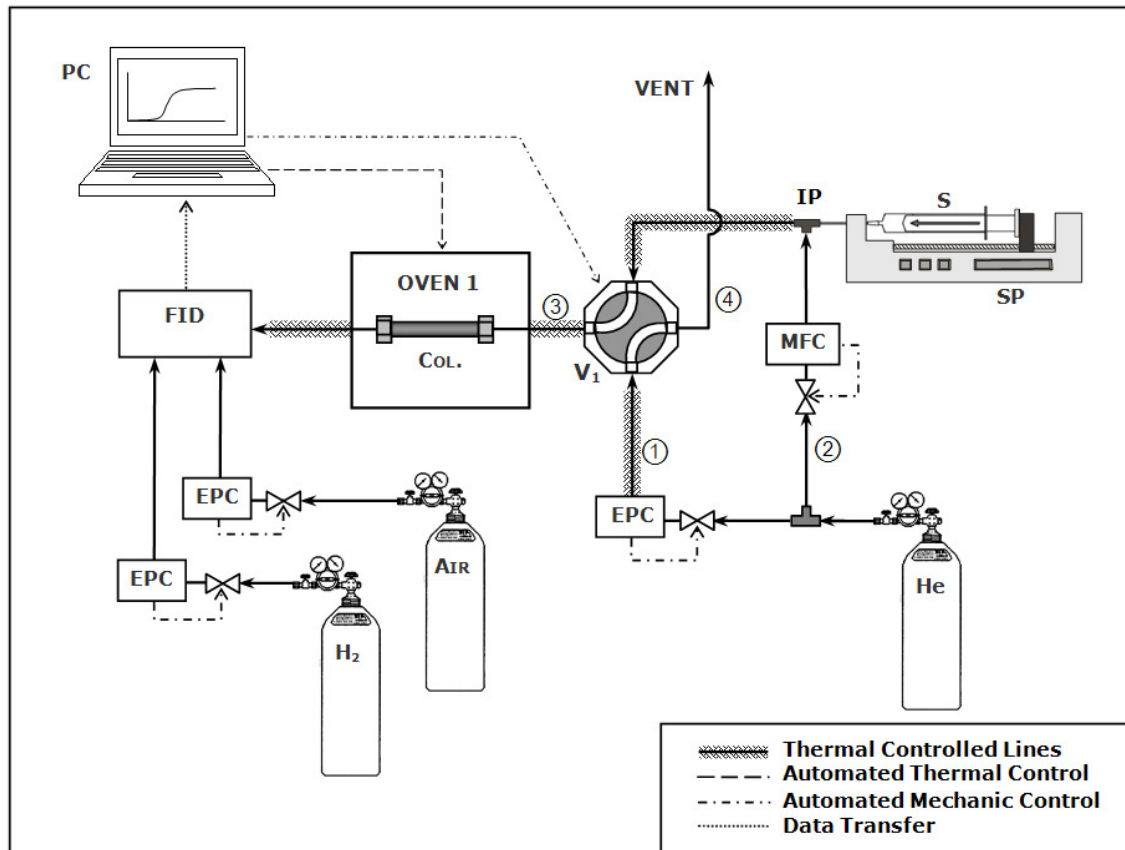 PC
VENT
IP
S
SP
OVEN 1
③
④
FID
COL.
V₁
MFC
①
②
EPC
EPC
AIR
He
EPC
H₂
Thermal Controlled Lines
Automated Thermal Control
Automated Mechanic Control
Data Transfer